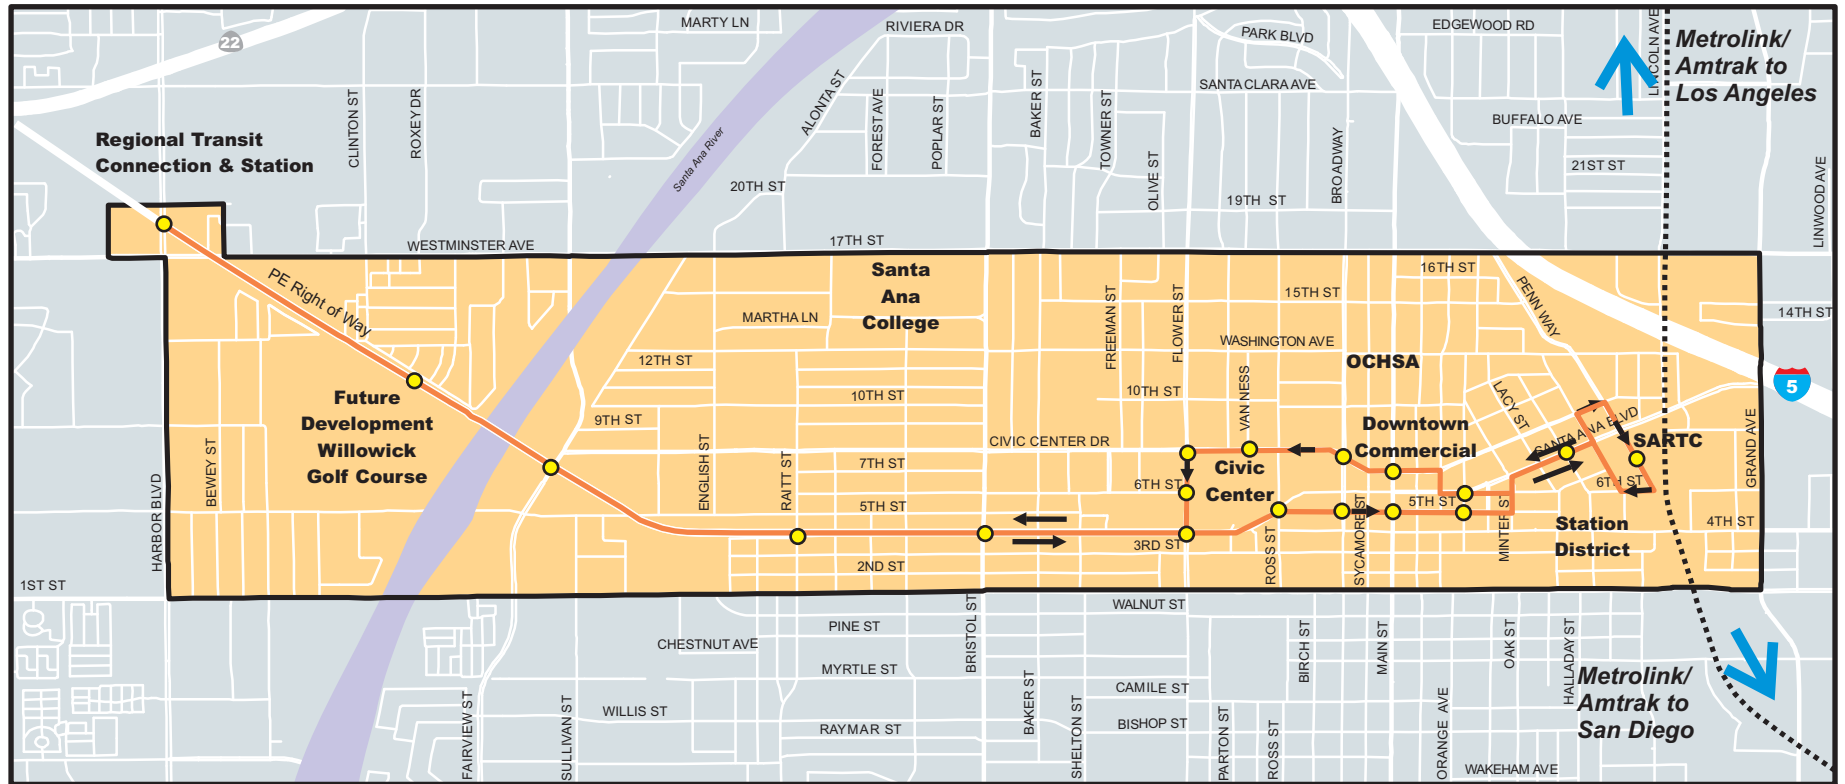 MARTY LN
RIVIERA DR
EDGEWOOD RD
PARK BLVD
LINCOLN AVE
Metrolink/
Amtrak to
Los Angeles
22
SANTA CLARA AVE
BUFFALO AVE
CLINTON ST
ROXEY DR
ALONTA ST
FOREST AVE
POPLAR ST
BAKER ST
TOWNER ST
OLIVE ST
BROADWAY
21ST ST
LINWOOD AVE
Regional Transit
Connection & Station
Santa Ana River
20TH ST
19TH ST
WESTMINSTER AVE
17TH ST
PE Right of Way
Santa
Ana
College
16TH ST
15TH ST
PENN WAY
14TH ST
MARTHA LN
FREEMAN ST
FLOWER ST
WASHINGTON AVE
OCHSA
12TH ST
10TH ST
10TH ST
VAN NESS
LACY ST
5
Future
Development
Willowick
Golf Course
9TH ST
CIVIC CENTER DR
Downtown
Commercial
SANTA ANA BLVD
SARTC
GRAND AVE
HARBOR BLVD
BEWEY ST
ENGLISH ST
RAITT ST
7TH ST
Civic
Center
6TH ST
6TH ST
5TH ST
5TH ST
ROSS ST
SYCAMORE ST
MINTER ST
Station
District
4TH ST
3RD ST
2ND ST
1ST ST
WALNUT ST
PINE ST
CHESTNUT AVE
BRISTOL ST
MYRTLE ST
BIRCH ST
MAIN ST
OAK ST
HALLADAY ST
Metrolink/
Amtrak to
San Diego
CAMILE ST
FAIRVIEW ST
SULLIVAN ST
WILLIS ST
BAKER ST
SHELTON ST
BISHOP ST
RAYMAR ST
PARTON ST
ROSS ST
ORANGE AVE
WAKEHAM AVE